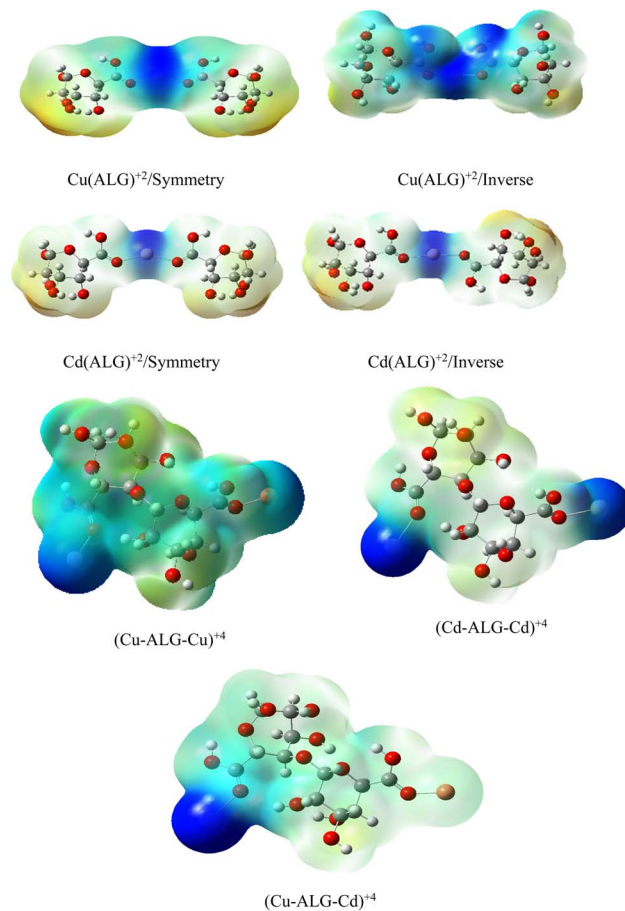 Cu(ALG)⁺²/Symmetry
Cu(ALG)⁺²/Inverse
Cd(ALG)⁺²/Symmetry
Cd(ALG)⁺²/Inverse
(Cu-ALG-Cu)⁺⁴
(Cd-ALG-Cd)⁺⁴
(Cu-ALG-Cd)⁺⁴